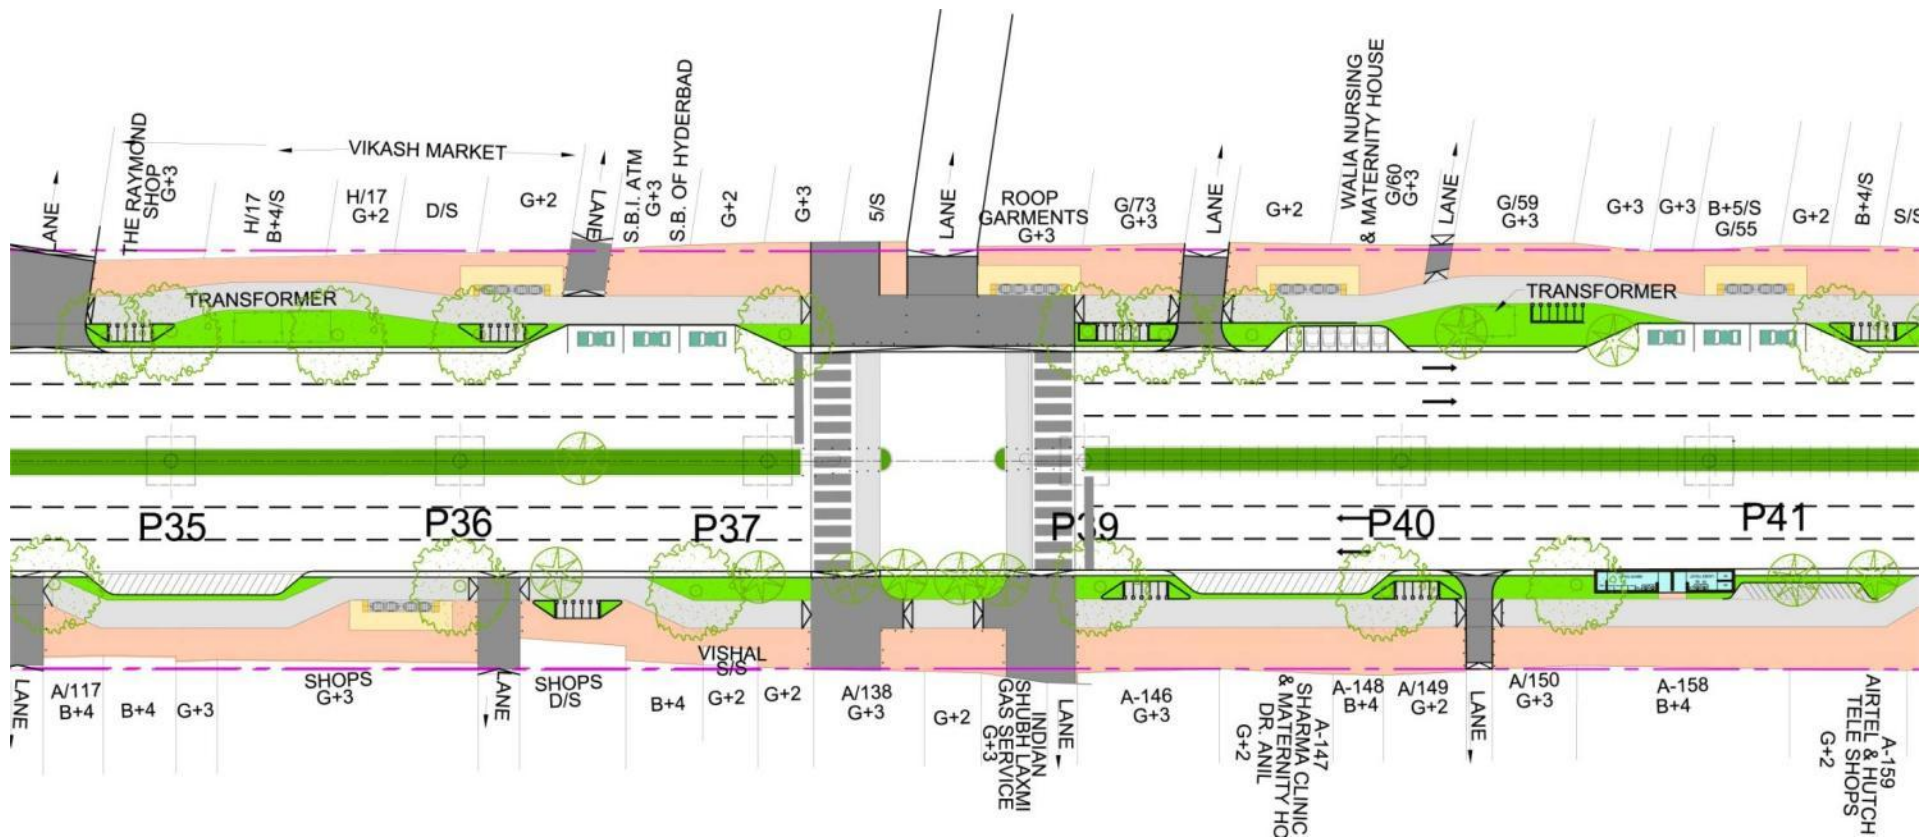 VIKASH MARKET
LANE
THE RAYMOND
SHOP
G+3
H/17
B+4/S
H/17
G+2
D/S
G+2
LANE
S.B.I. ATM
G+3
S.B. OF HYDERBAD
G+2
G+3
5/S
LANE
ROOP
GARMENTS
G+3
G/73
G+3
LANE
G+2
WALIA NURSING
& MATERNITY HOUSE
G/60
G+3
LANE
G/59
G+3
G+3
G+3
B+5/S
G/55
G+2
B+4/S
S/S
TRANSFORMER
TRANSFORMER
P35
P36
P37
P39
P40
P41
LANE
A/117
B+4
B+4
G+3
SHOPS
G+3
LANE
SHOPS
D/S
B+4
VISHAL
S/S
G+2
G+2
A/138
G+3
G+2
INDIAN
SHUBH LAXMI
GAS SERVICE
G+3
LANE
A-146
G+3
A-147
SHARMA CLINIC
& MATERNITY HO
DR. ANIL
G+2
A-148
B+4
A/149
G+2
LANE
A/150
G+3
A-158
B+4
A-159
AIRTEL & HUTCH
TELE SHOPS
G+2